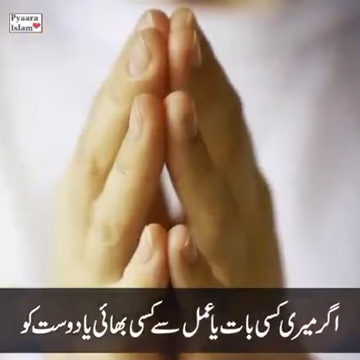 Pyaara
Islam
اگر میری کسی بات یا عمل سے کسی بھائی یا دوست کو